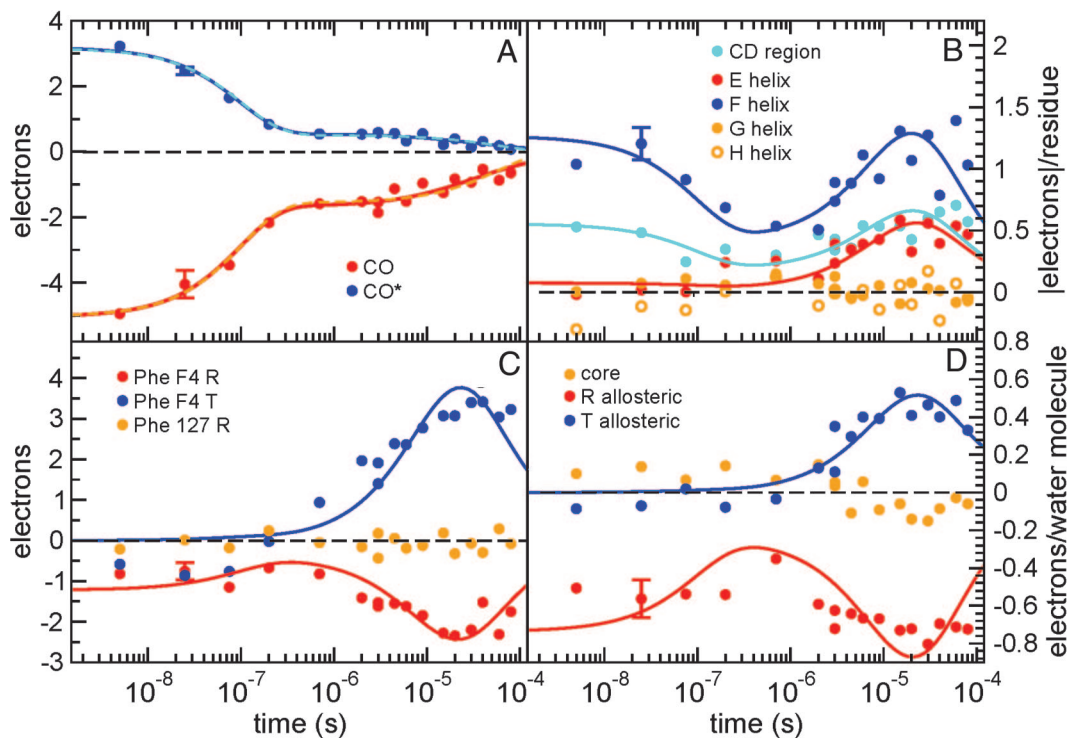 A
electrons
4
2
0
-2
-4
CO
CO*
B
CD region
E helix
F helix
G helix
H helix
|electrons|/residue
2
1.5
1
0.5
0
C
electrons
4
3
2
1
0
-1
-2
-3
Phe F4 R
Phe F4 T
Phe 127 R
10⁻⁸ 10⁻⁷ 10⁻⁶ 10⁻⁵ 10⁻⁴
time (s)
D
core
R allosteric
T allosteric
electrons/water molecule
0.8
0.6
0.4
0.2
0
-0.2
-0.4
-0.6
-0.8
10⁻⁸ 10⁻⁷ 10⁻⁶ 10⁻⁵ 10⁻⁴
time (s)